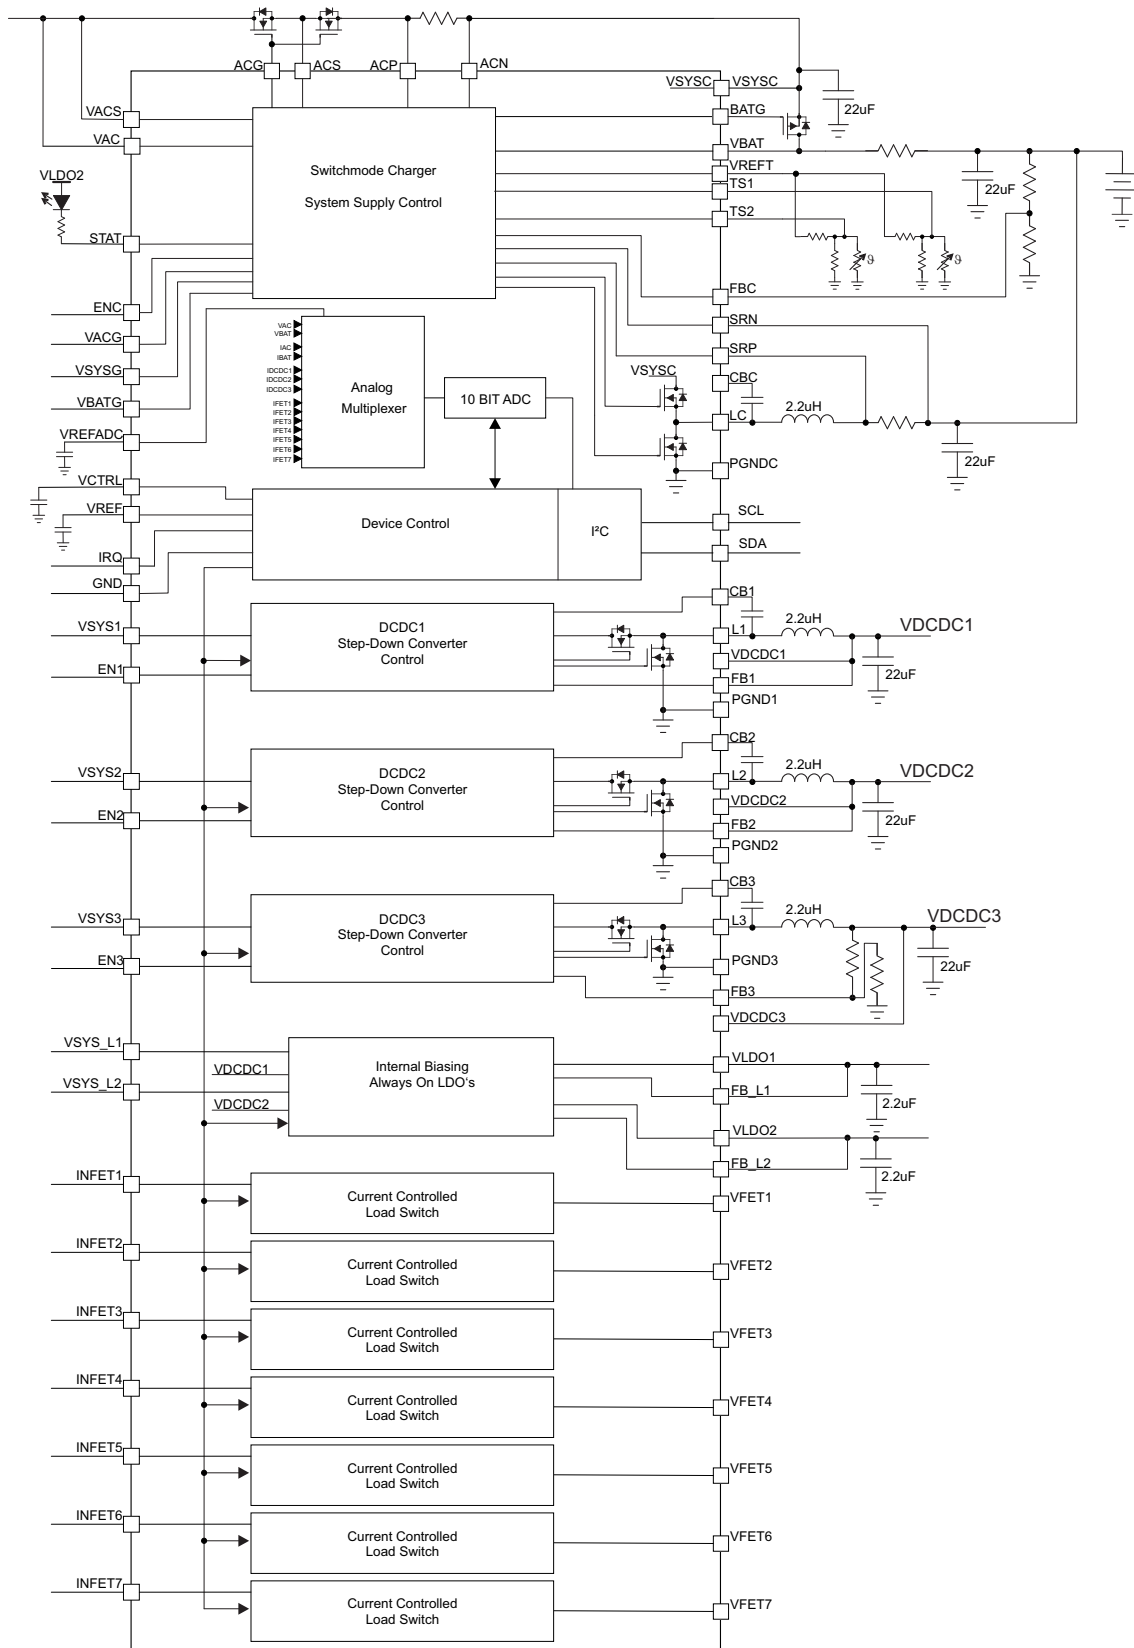 ACG
ACS
ACP
ACN
VSYSC
VSYSC
22uF
VACS
BATG
VAC
VBAT
VREFT
22uF
Switchmode Charger
System Supply Control
VLDO2
TS1
TS2
STAT
ϑ
ϑ
FBC
ENC
SRN
VACG
SRP
VSYSG
VSYSC
CBC
VBATG
VREFADC
VAC
VBAT
IAC
IBAT
IDCDC1
IDCDC2
IDCDC3
IFET1
IFET2
IFET3
IFET4
IFET5
IFET6
IFET7
Analog
Multiplexer
10 BIT ADC
2.2uH
LC
22uF
PGNDC
VCTRL
VREF
Device Control
I²C
SCL
SDA
IRQ
GND
CB1
DCDC1
Step-Down Converter
Control
VSYS1
L1
2.2uH
VDCDC1
VDCDC1
EN1
FB1
22uF
PGND1
CB2
DCDC2
Step-Down Converter
Control
VSYS2
L2
2.2uH
VDCDC2
VDCDC2
EN2
FB2
22uF
PGND2
CB3
DCDC3
Step-Down Converter
Control
VSYS3
L3
2.2uH
VDCDC3
EN3
PGND3
22uF
FB3
VDCDC3
VSYS_L1
VDCDC1
VSYS_L2
VDCDC2
Internal Biasing
Always On LDO's
VLDO1
FB_L1
2.2uF
VLDO2
FB_L2
2.2uF
INFET1
Current Controlled
Load Switch
VFET1
INFET2
Current Controlled
Load Switch
VFET2
INFET3
Current Controlled
Load Switch
VFET3
INFET4
Current Controlled
Load Switch
VFET4
INFET5
Current Controlled
Load Switch
VFET5
INFET6
Current Controlled
Load Switch
VFET6
INFET7
Current Controlled
Load Switch
VFET7